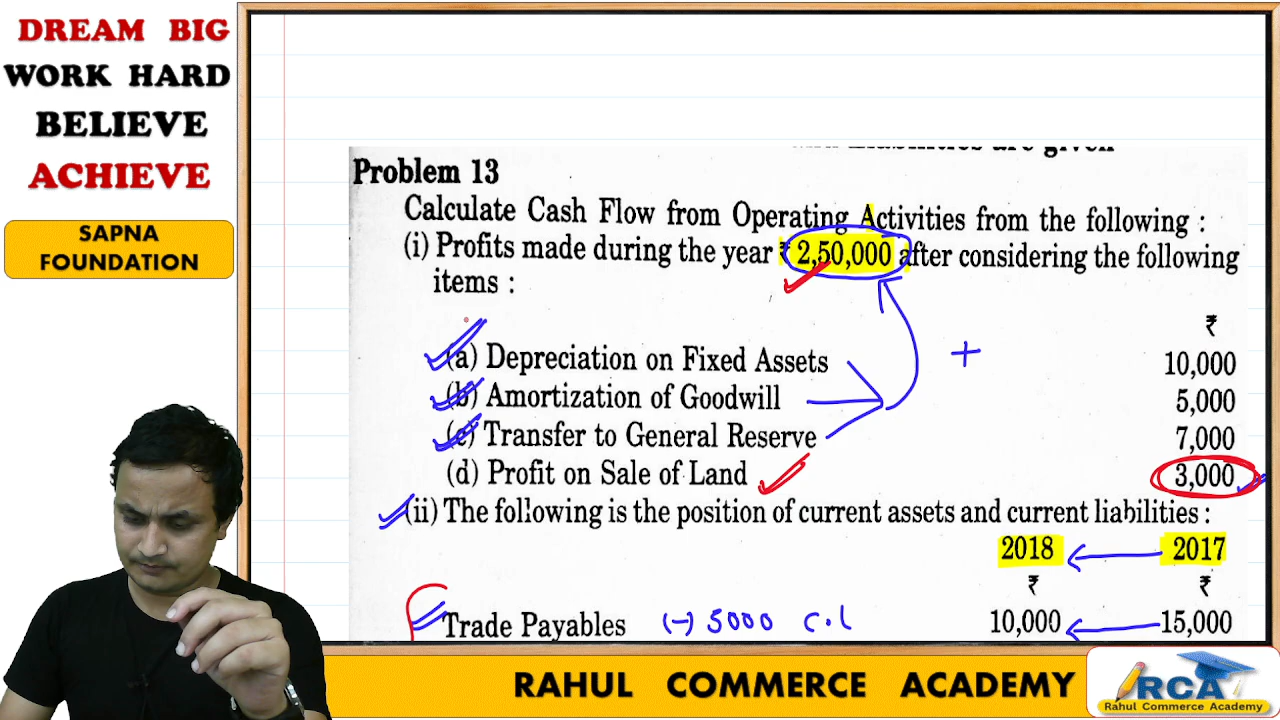 DREAM BIG
WORK HARD
BELIEVE
ACHIEVE
SAPNA
FOUNDATION
Problem 13
Calculate Cash Flow from Operating Activities from the following :
(i) Profits made during the year ₹ 2,50,000 after considering the following
items :
₹
(a) Depreciation on Fixed Assets 10,000
+
(b) Amortization of Goodwill 5,000
(c) Transfer to General Reserve 7,000
(d) Profit on Sale of Land 3,000
(ii) The following is the position of current assets and current liabilities :
2018 2017
₹ ₹
Trade Payables (-) 5000 C.L 10,000 15,000
RAHUL COMMERCE ACADEMY
RCA
Rahul Commerce Academy